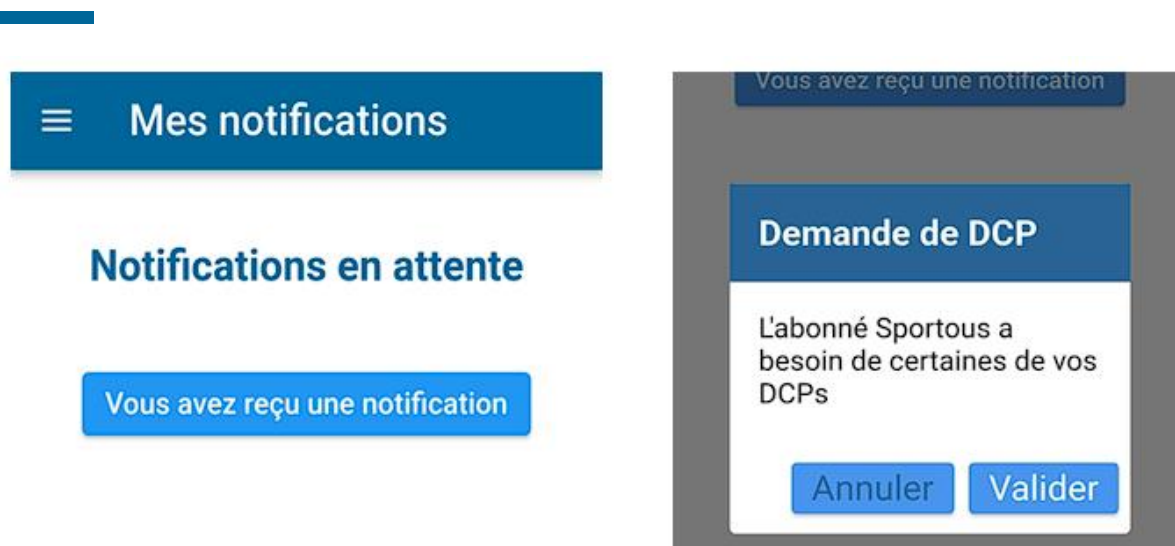 Mes notifications
Notifications en attente
Vous avez reçu une notification
Vous avez reçu une notification
Demande de DCP
L'abonné Sportous a
besoin de certaines de vos
DCPs
Annuler Valider